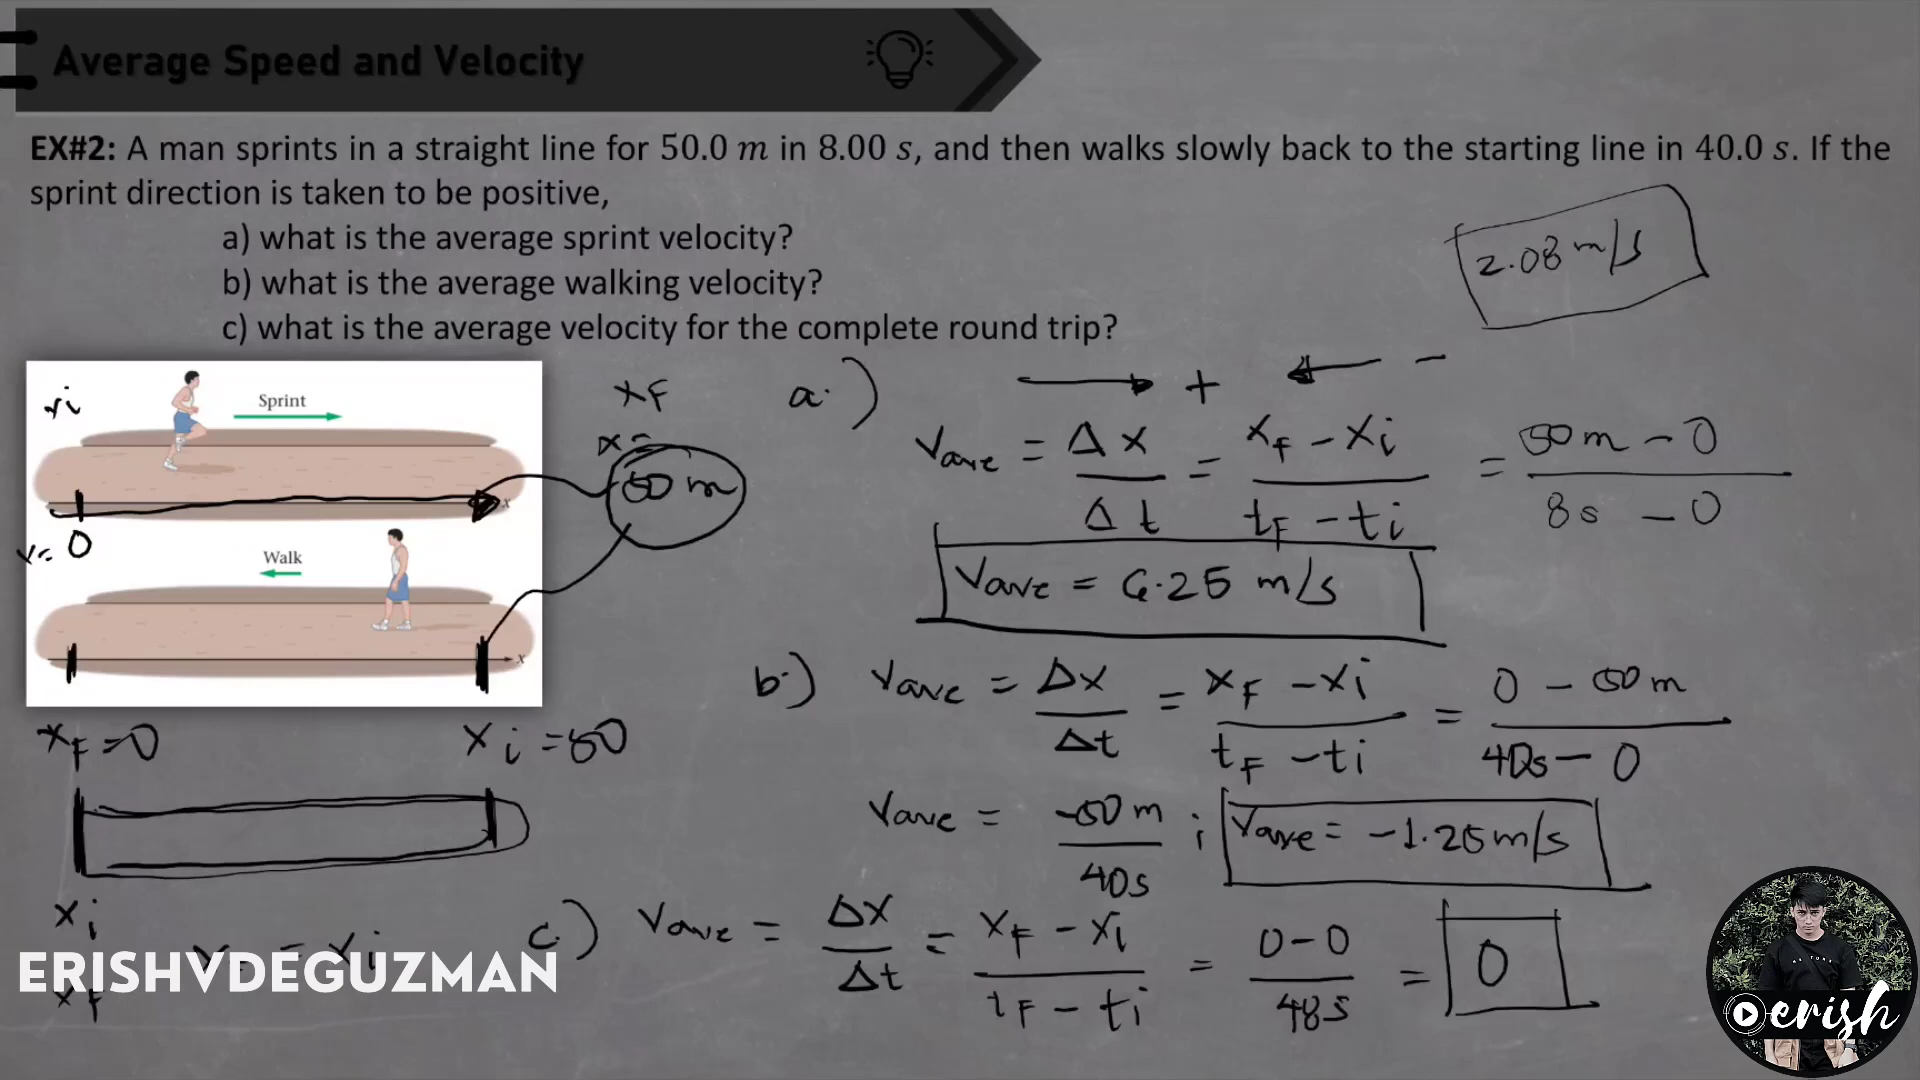 Average Speed and Velocity
EX#2: A man sprints in a straight line for 50.0 m in 8.00 s, and then walks slowly back to the starting line in 40.0 s. If the
sprint direction is taken to be positive,
a) what is the average sprint velocity?
b) what is the average walking velocity?
c) what is the average velocity for the complete round trip?
2.08 m/s
xi
Sprint
x
x = 0
Walk
x
xF
x =
50 m
xF = 0
xi = 50
xi
xF
xF = xi
a.)
+
−
Vave = Δx / Δt = xF − xi / tF − ti = 50 m − 0 / 8s − 0
Vave = 6.25 m/s
b.) Vave = Δx / Δt = xF − xi / tF − ti = 0 − 50 m / 40s − 0
Vave = −50 m / 40s ; Vave = −1.25 m/s
c.) Vave = Δx / Δt = xF − xi / tF − ti = 0 − 0 / 48s = 0
ERISHVDEGUZMAN
erish